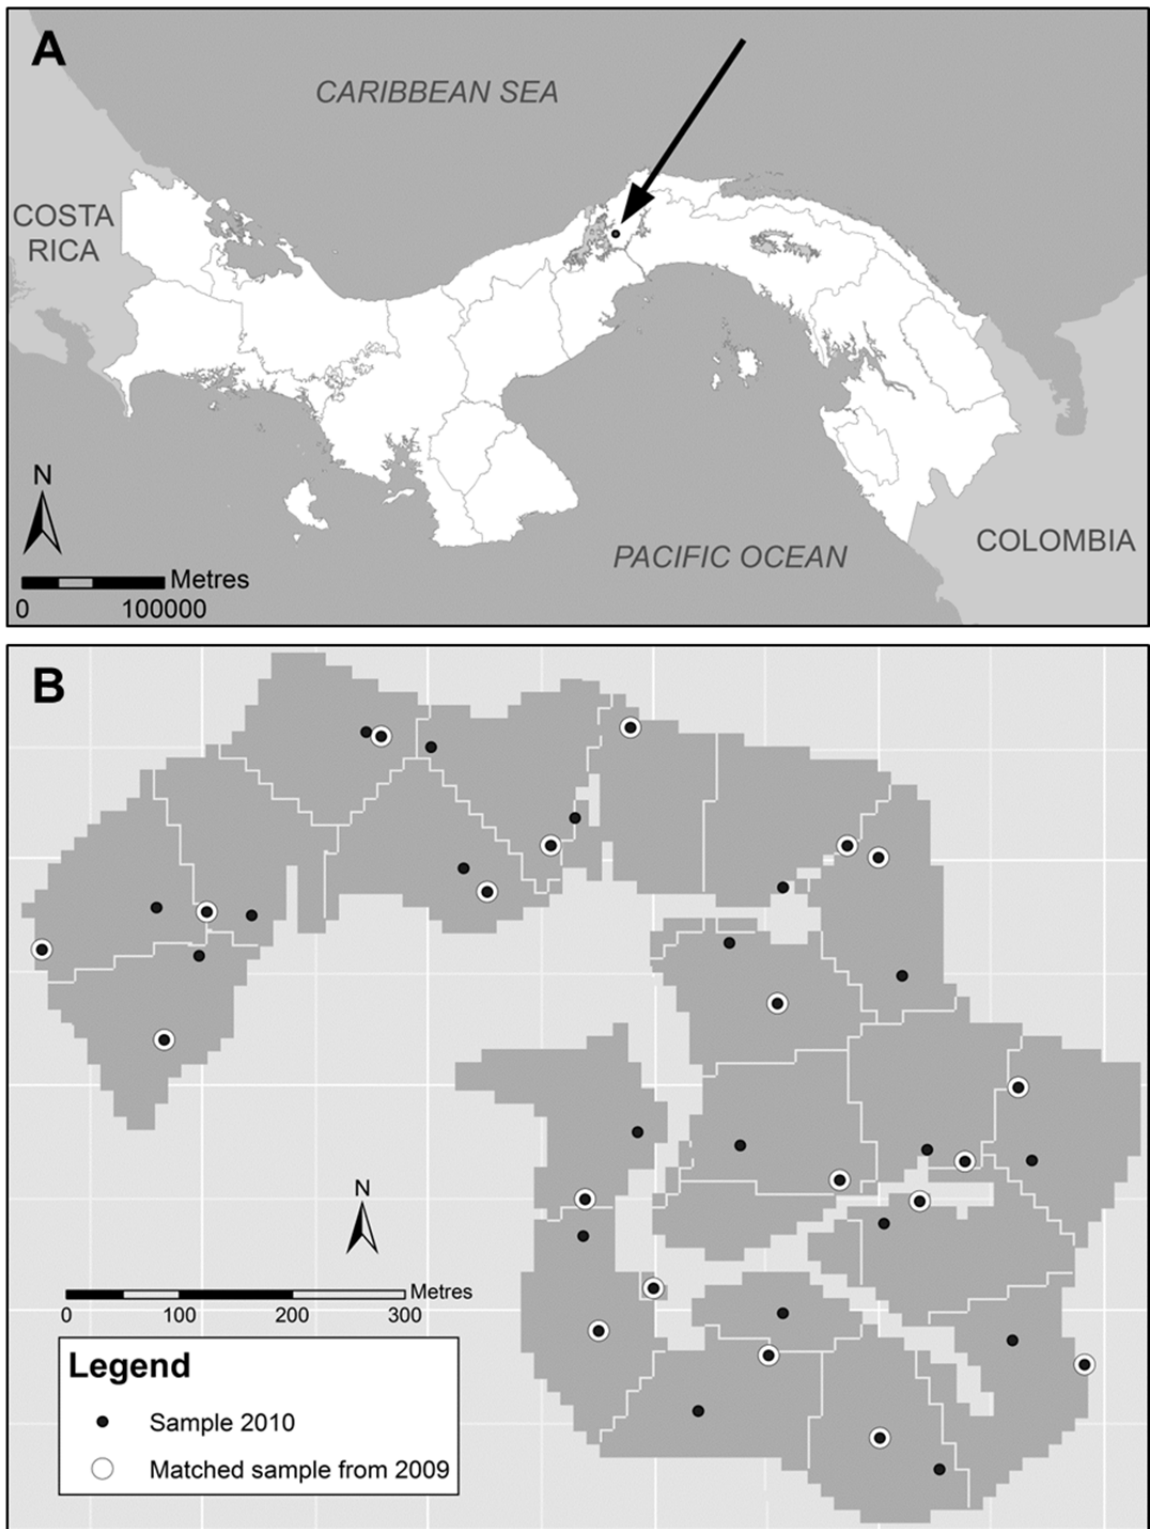 A
CARIBBEAN SEA
COSTA
RICA
N
Metres
0 100000
PACIFIC OCEAN
COLOMBIA
B
N
Metres
0 100 200 300
Legend
Sample 2010
Matched sample from 2009